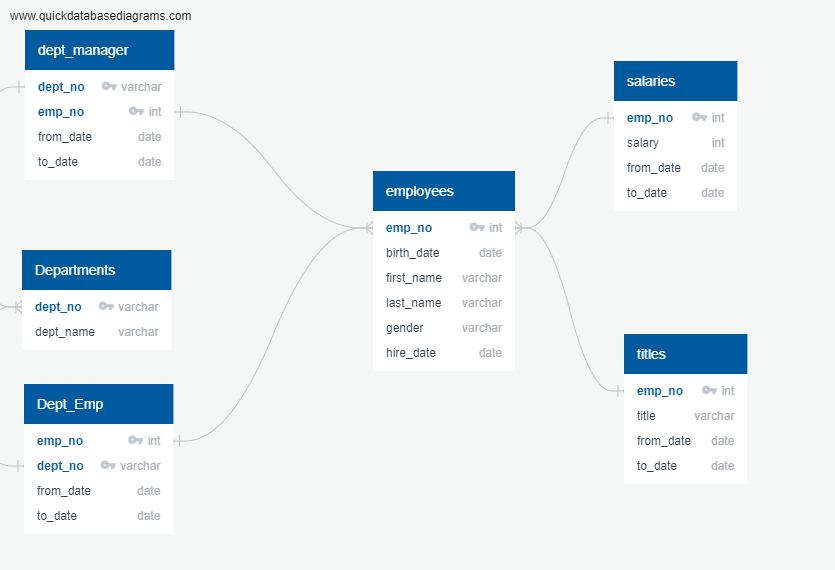 www.quickdatabasediagrams.com
dept_manager
dept_no varchar
emp_no int
from_date date
to_date date
Departments
dept_no varchar
dept_name varchar
Dept_Emp
emp_no int
dept_no varchar
from_date date
to_date date
employees
emp_no int
birth_date date
first_name varchar
last_name varchar
gender varchar
hire_date date
salaries
emp_no int
salary int
from_date date
to_date date
titles
emp_no int
title varchar
from_date date
to_date date